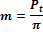 m = P_t / π